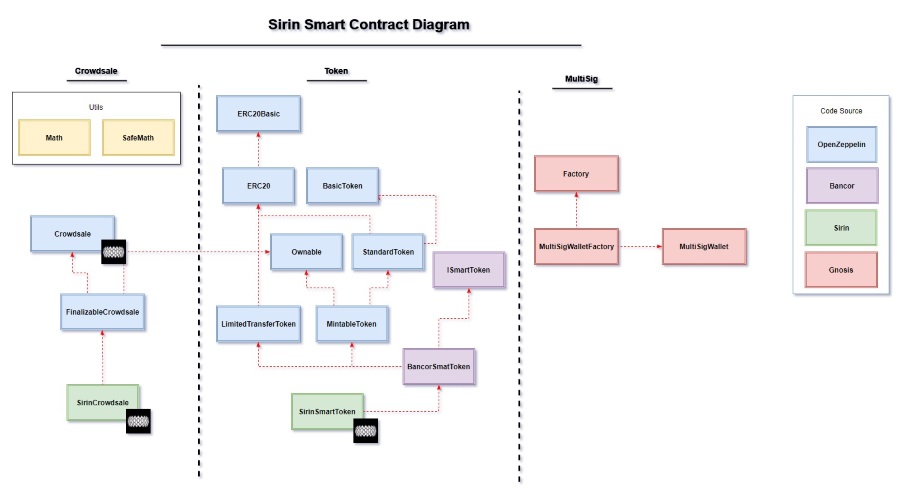 Sirin Smart Contract Diagram
Crowdsale
Token
MultiSig
Utils
Math
SafeMath
Crowdsale
FinalizableCrowdsale
SirinCrowdsale
ERC20Basic
ERC20
BasicToken
Ownable
StandardToken
ISmartToken
LimitedTransferToken
MintableToken
BancorSmatToken
SirinSmartToken
Factory
MultiSigWalletFactory
MultiSigWallet
Code Source
OpenZeppelin
Bancor
Sirin
Gnosis